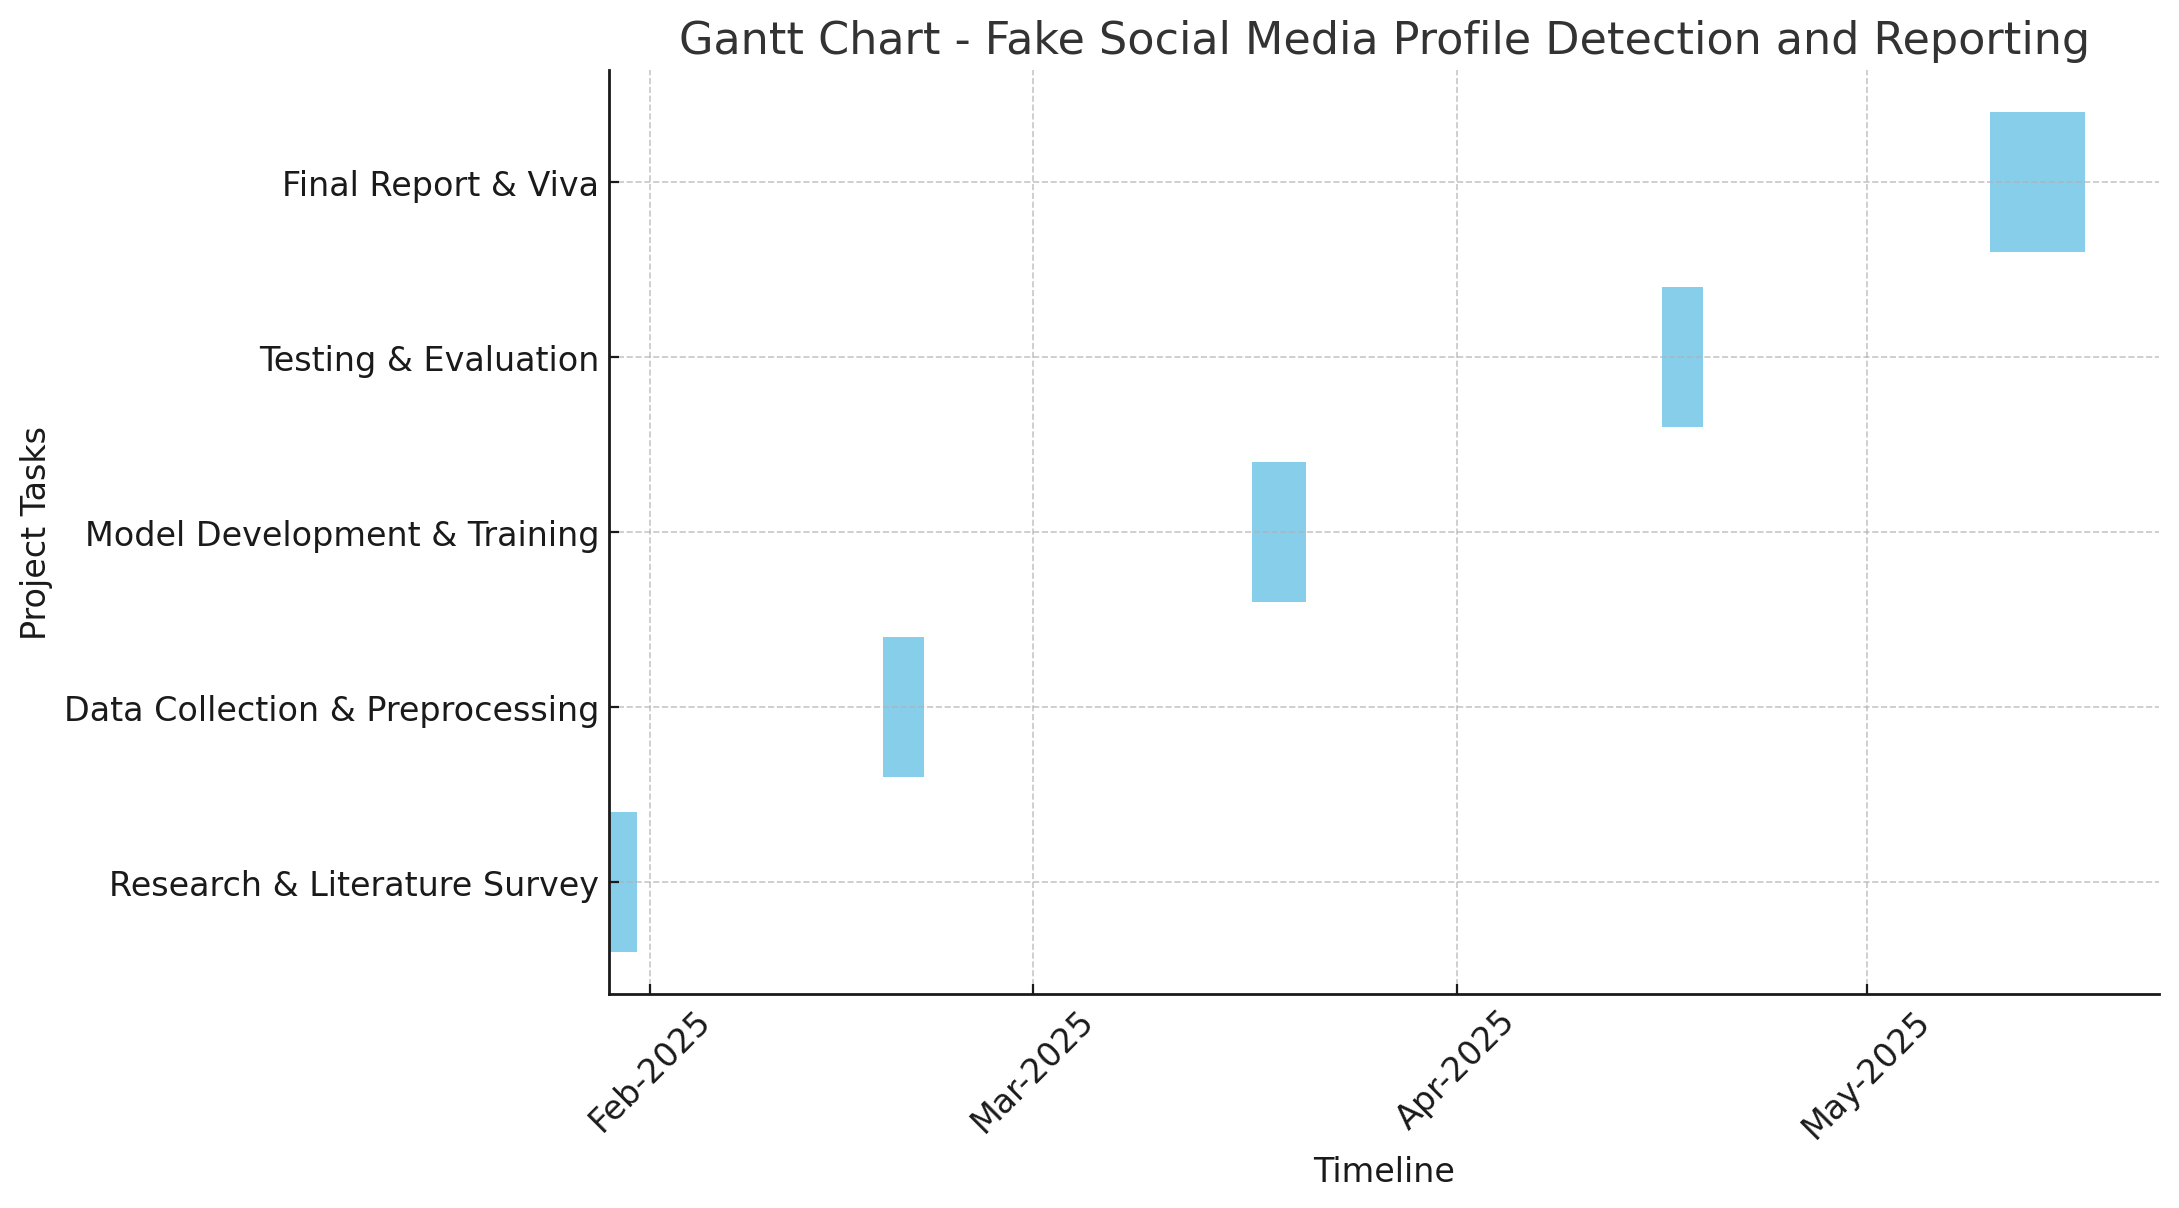 Gantt Chart - Fake Social Media Profile Detection and Reporting
Project Tasks
Final Report & Viva
Testing & Evaluation
Model Development & Training
Data Collection & Preprocessing
Research & Literature Survey
Feb-2025
Mar-2025
Apr-2025
May-2025
Timeline